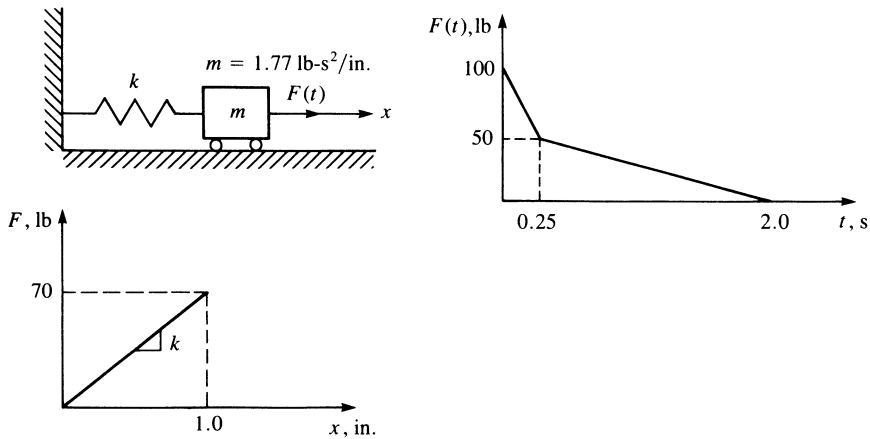 m = 1.77 lb-s²/in.
k
F(t)
m
x
F(t), lb
100
50
0.25
2.0
t, s
F, lb
70
k
1.0
x, in.